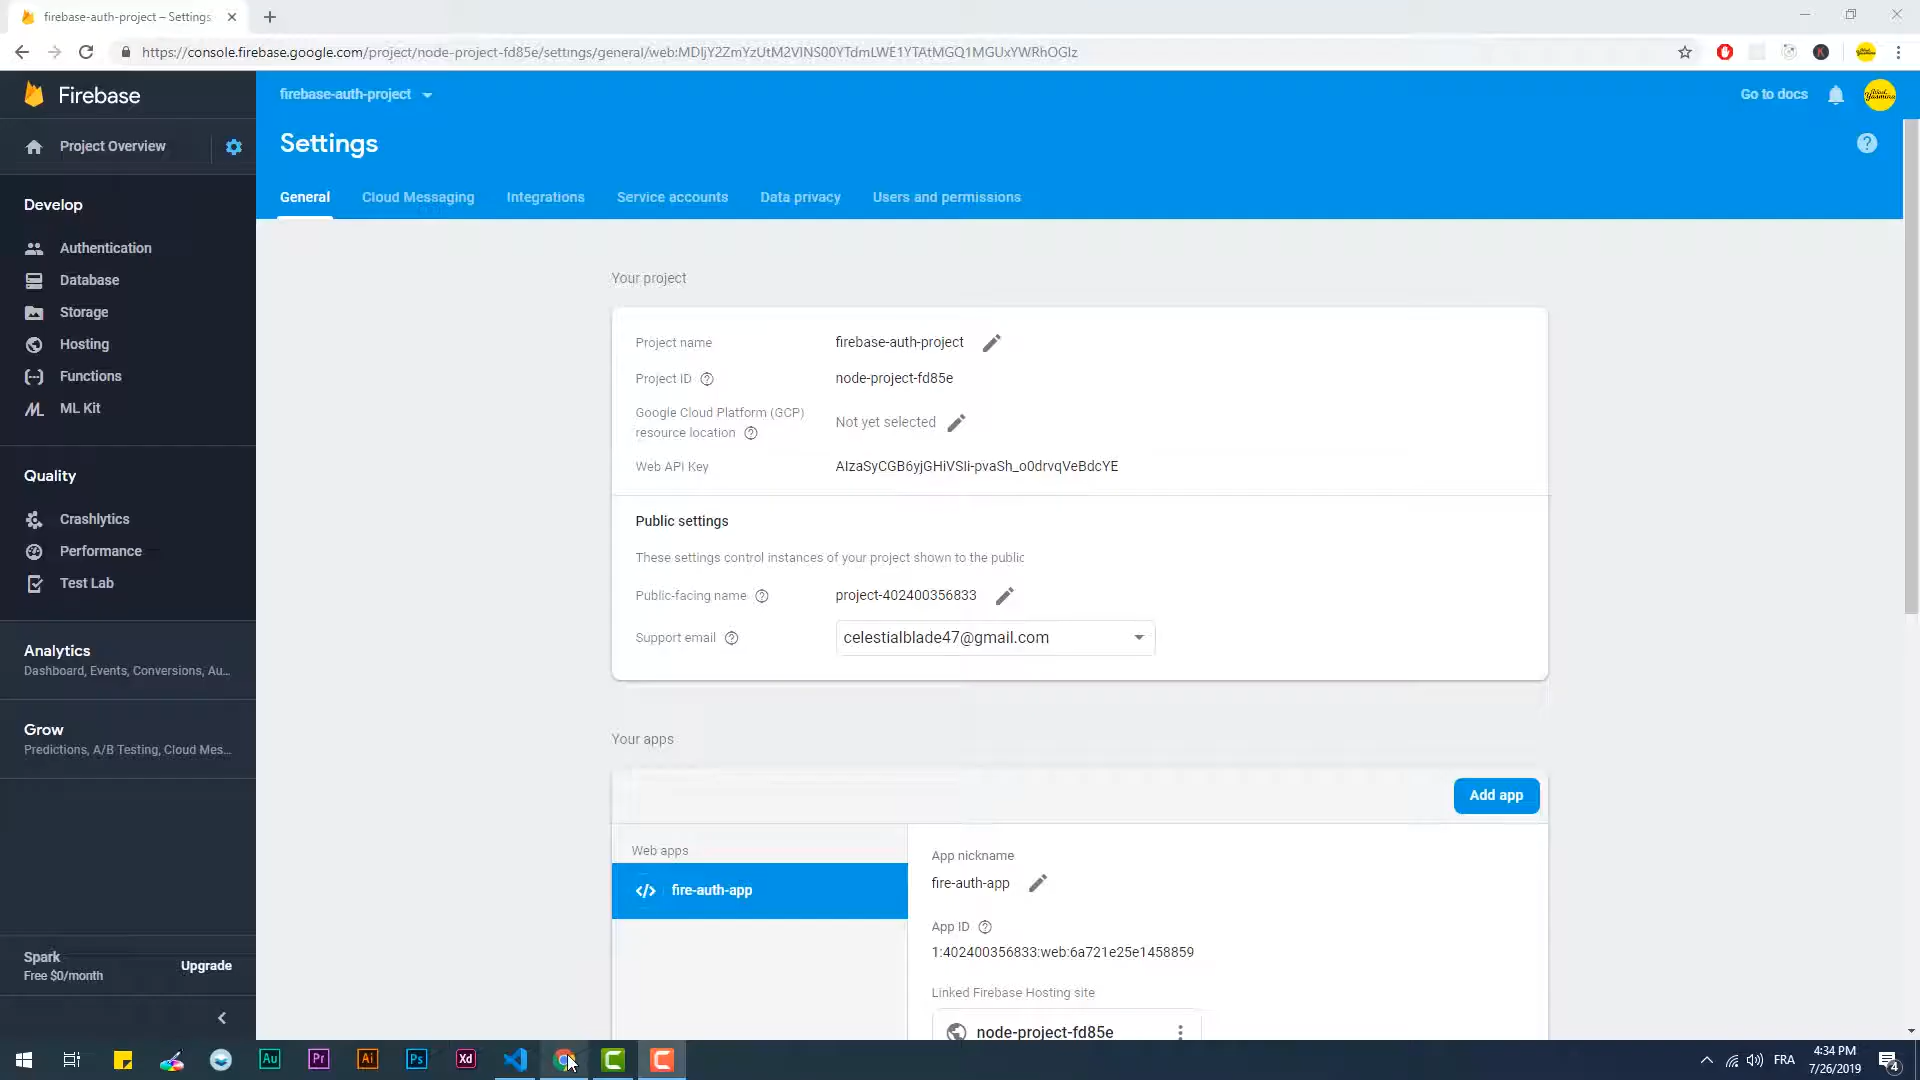 firebase-auth-project – Settings
https://console.firebase.google.com/project/node-project-fd85e/settings/general/web:
Firebase
firebase-auth-project
Go to docs
Project Overview
Settings
General
Cloud Messaging
Integrations
Service accounts
Data privacy
Users and permissions
Develop
Authentication
Database
Storage
Hosting
Functions
ML Kit
Quality
Crashlytics
Performance
Test Lab
Analytics
Dashboard, Events, Conversions, Au...
Grow
Predictions, A/B Testing, Cloud Mes...
Spark
Free $0/month
Upgrade
Your project
Project name
firebase-auth-project
Project ID
node-project-fd85e
Google Cloud Platform (GCP)
resource location
Not yet selected
Web API Key
AIzaSyCGB6yjGHiVSIi-pvaSh_o0drvqVeBdcYE
Public settings
These settings control instances of your project shown to the public
Public-facing name
project-402400356833
Support email
celestialblade47@gmail.com
Your apps
Add app
Web apps
fire-auth-app
App nickname
fire-auth-app
App ID
1:402400356833:web:6a721e25e1458859
Linked Firebase Hosting site
node-project-fd85e
Au
Pr
Ai
Ps
Xd
FRA
4:34 PM
7/26/2019
4